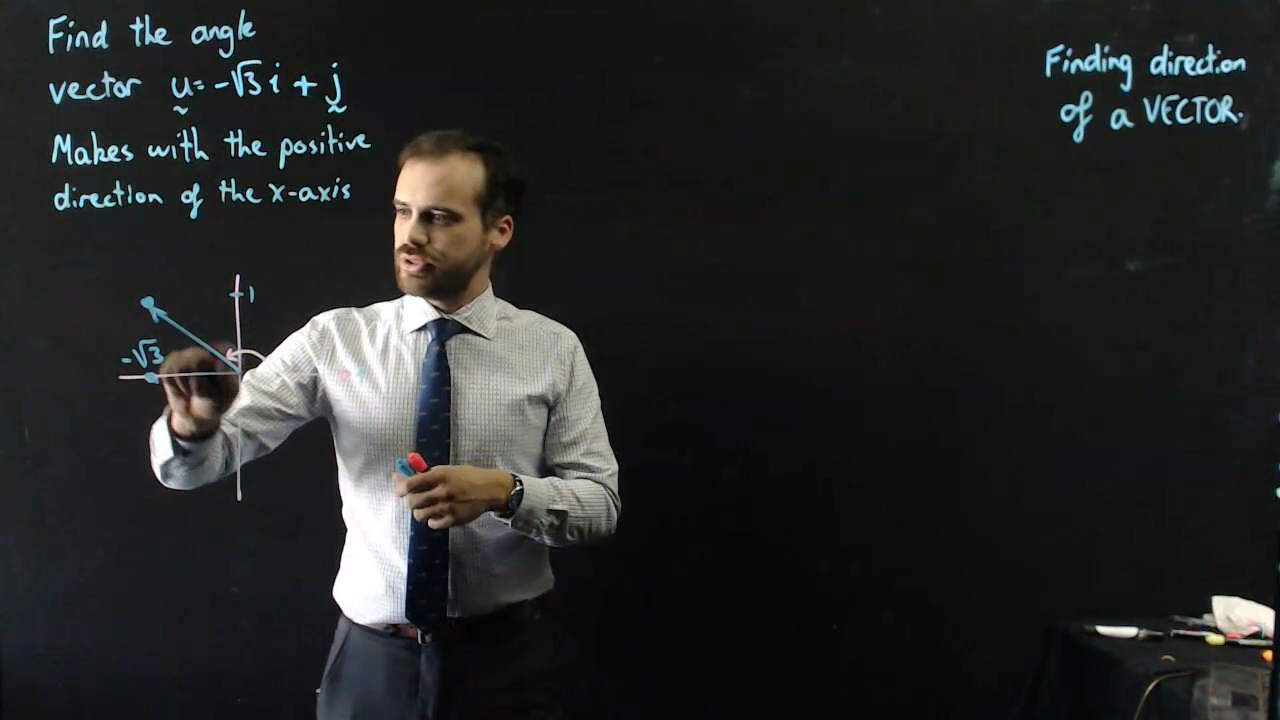 Find the angle
vector u = -√3 i + j
Makes with the positive
direction of the x-axis
Finding direction
of a VECTOR.
1
-√3